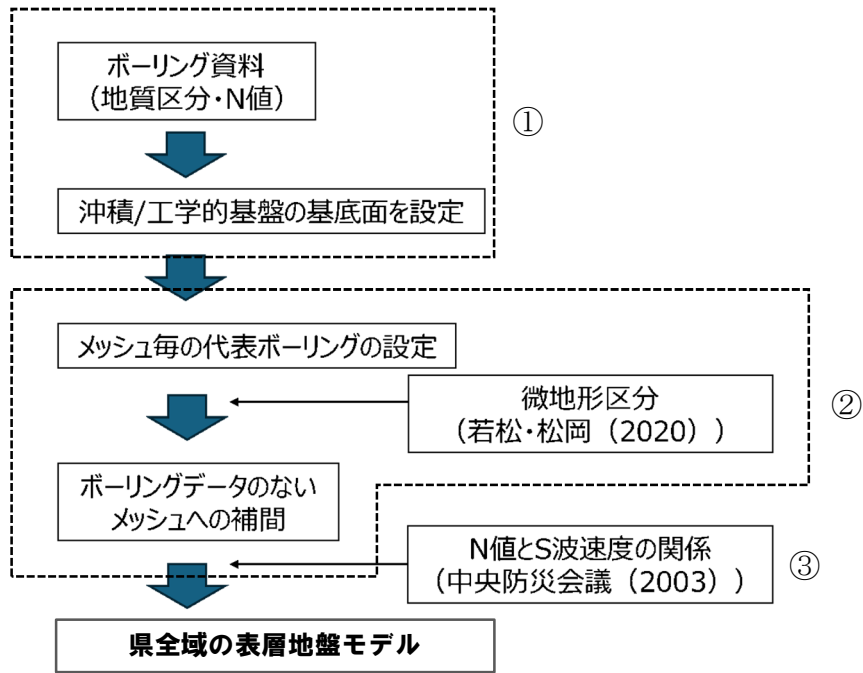 ボーリング資料
（地質区分・N値）
①
沖積/工学的基盤の基底面を設定
メッシュ毎の代表ボーリングの設定
微地形区分
（若松・松岡（2020））
②
ボーリングデータのない
メッシュへの補間
N値とS波速度の関係
（中央防災会議（2003））
③
県全域の表層地盤モデル